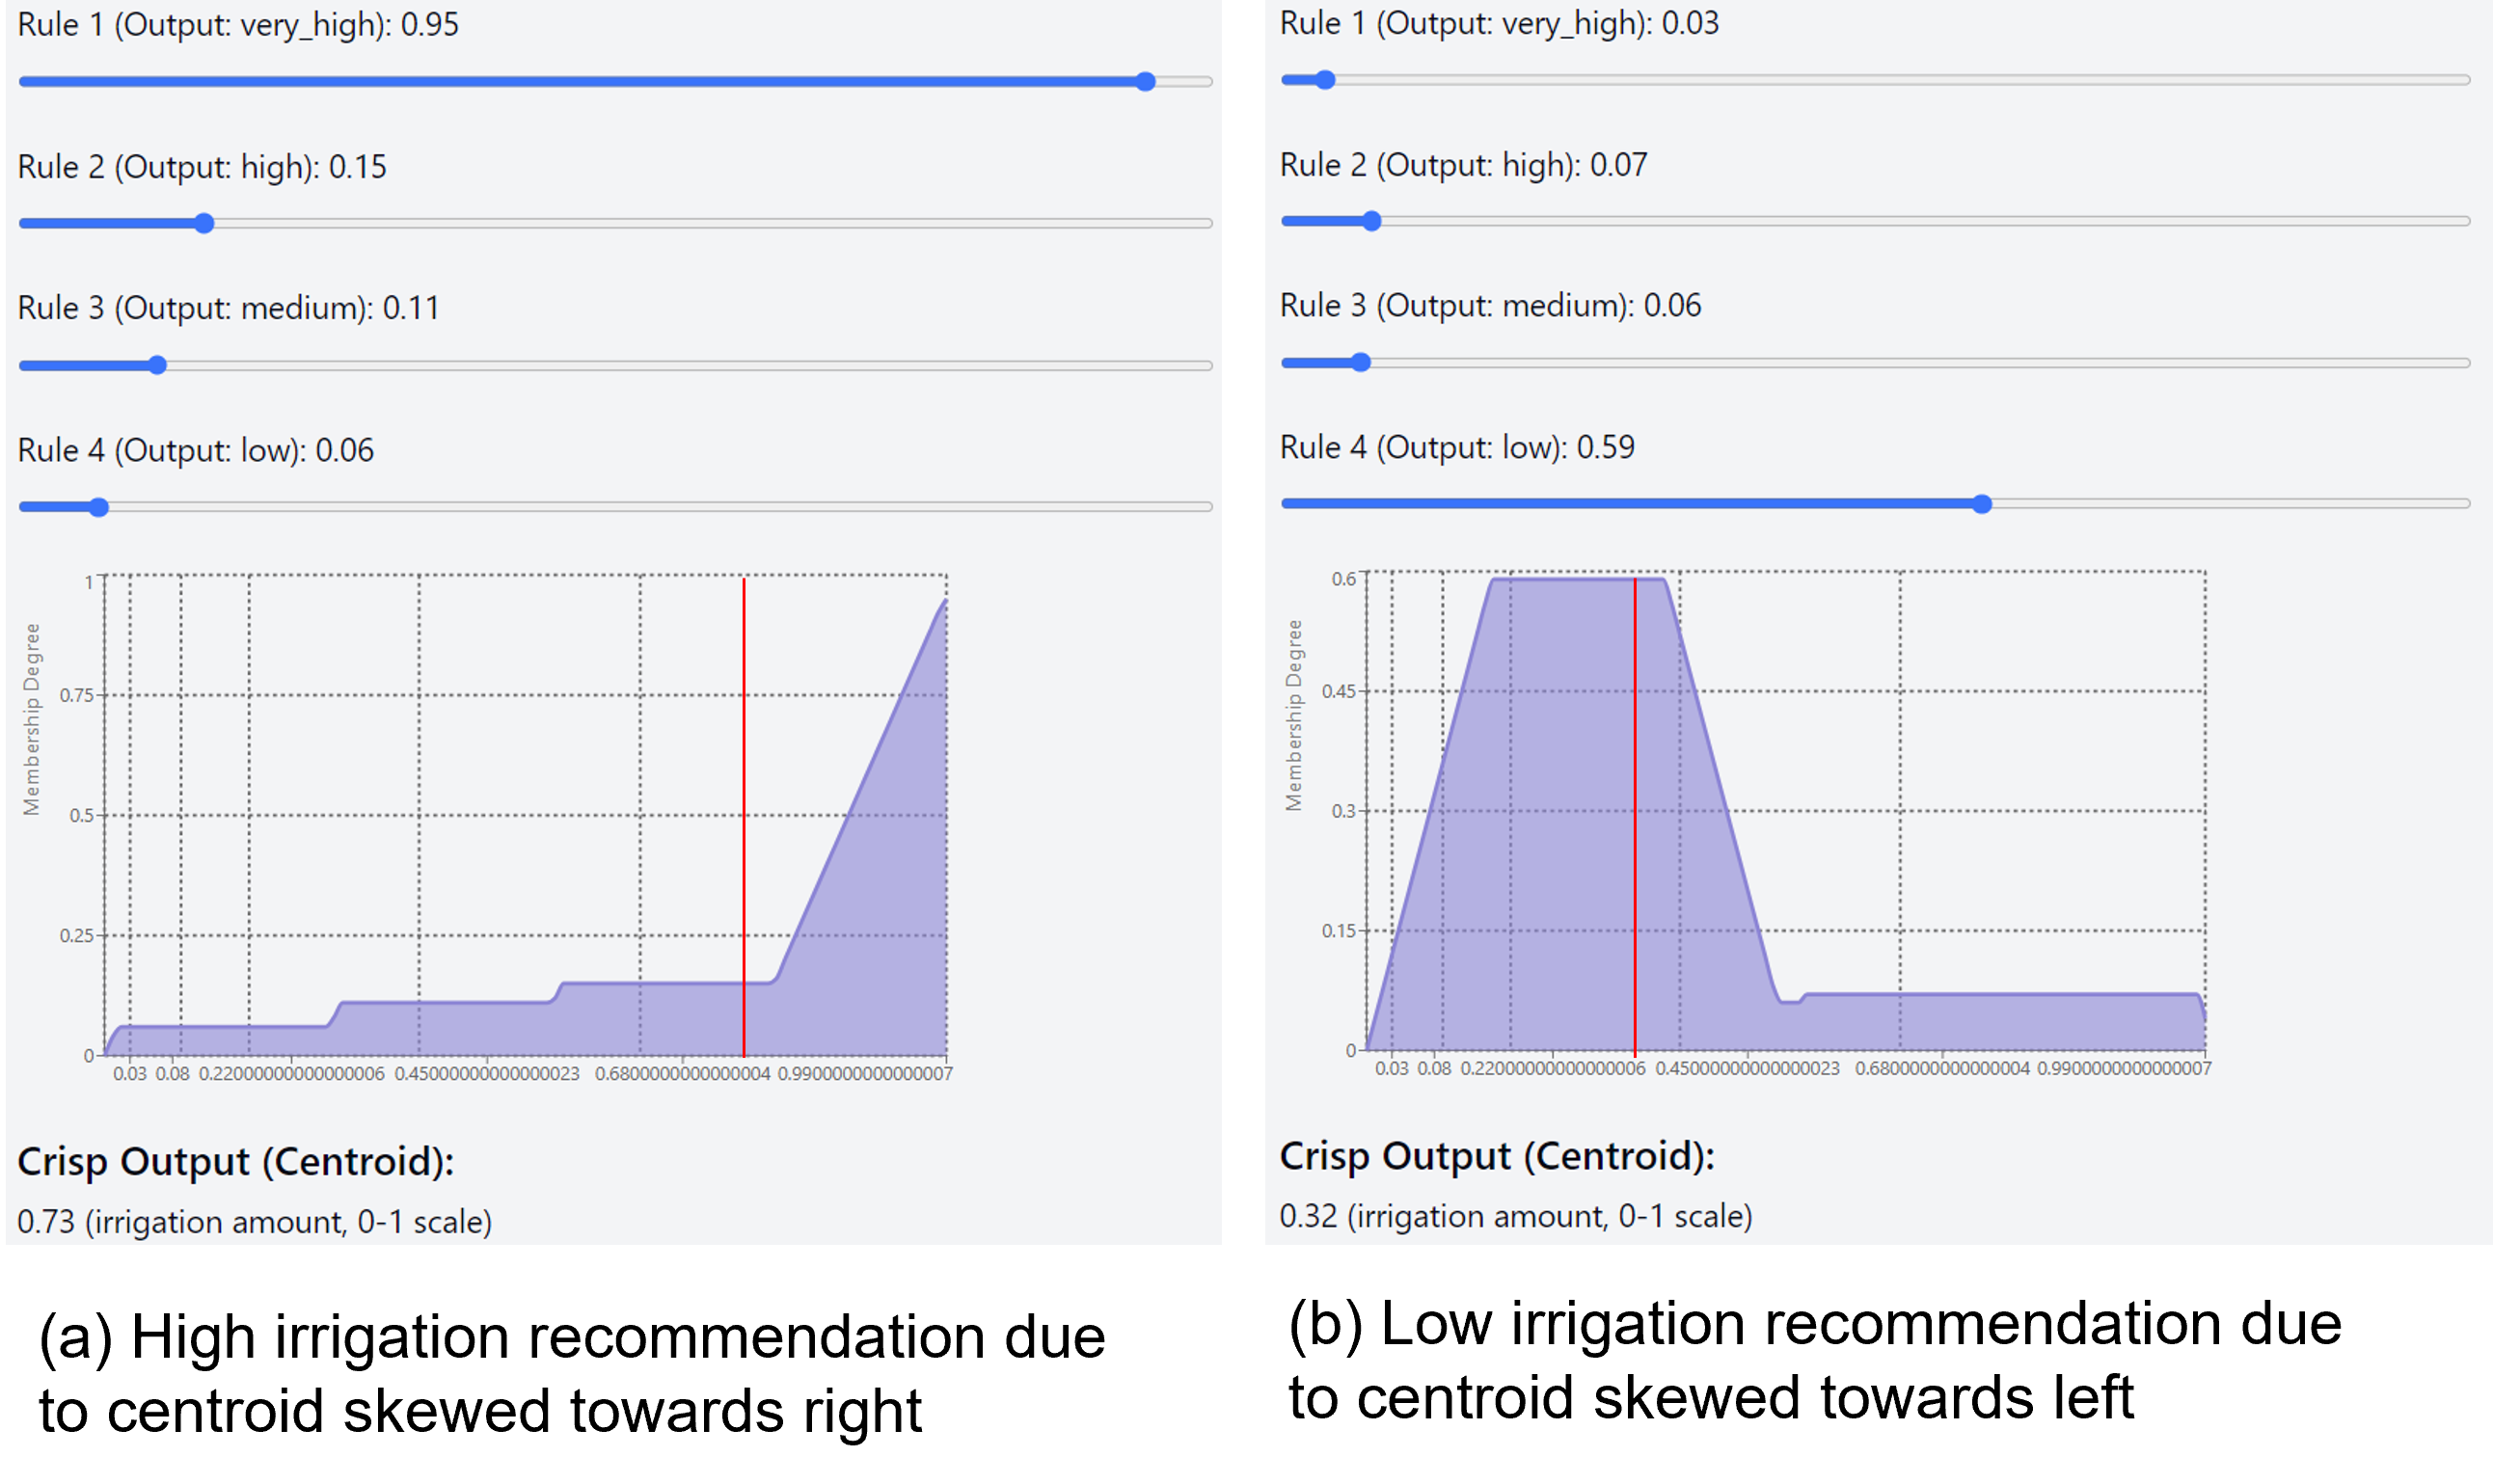 Rule 1 (Output: very_high): 0.95
Rule 2 (Output: high): 0.15
Rule 3 (Output: medium): 0.11
Rule 4 (Output: low): 0.06
Membership Degree
1
0.75
0.5
0.25
0
0.03 0.08 0.22000000000000006 0.45000000000000023 0.6800000000000004 0.9900000000000007
Crisp Output (Centroid):
0.73 (irrigation amount, 0-1 scale)
(a) High irrigation recommendation due
to centroid skewed towards right
Rule 1 (Output: very_high): 0.03
Rule 2 (Output: high): 0.07
Rule 3 (Output: medium): 0.06
Rule 4 (Output: low): 0.59
Membership Degree
0.6
0.45
0.3
0.15
0
0.03 0.08 0.22000000000000006 0.45000000000000023 0.6800000000000004 0.9900000000000007
Crisp Output (Centroid):
0.32 (irrigation amount, 0-1 scale)
(b) Low irrigation recommendation due
to centroid skewed towards left